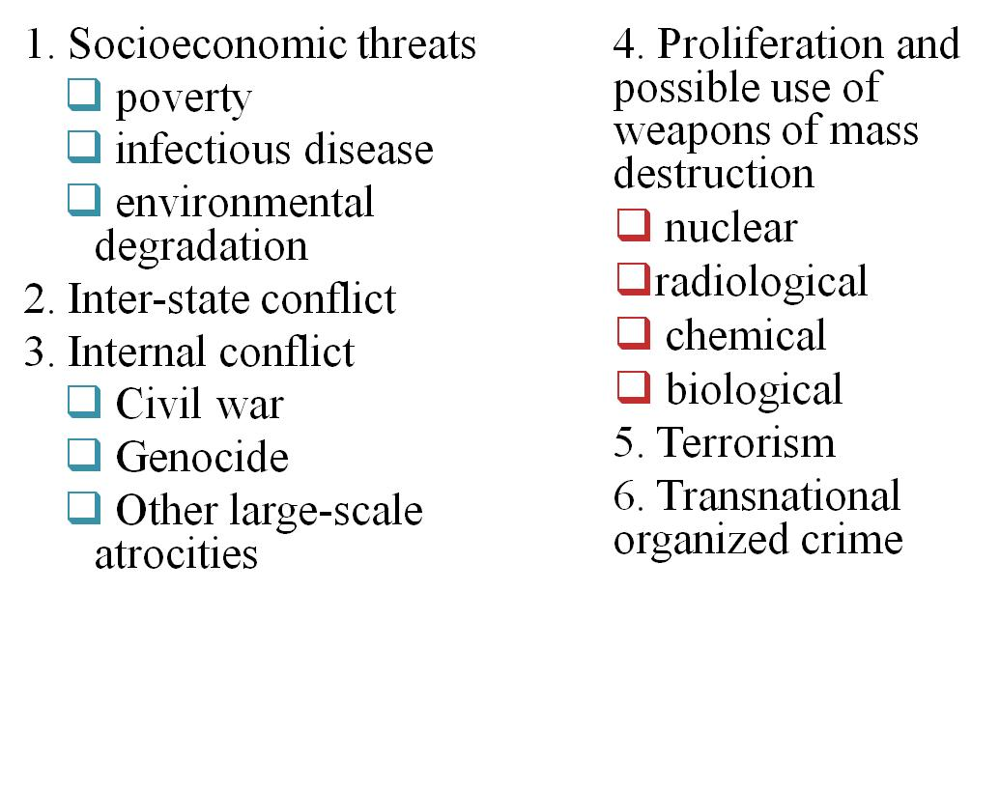 1. Socioeconomic threats
❑ poverty
❑ infectious disease
❑ environmental
degradation
2. Inter-state conflict
3. Internal conflict
❑ Civil war
❑ Genocide
❑ Other large-scale
atrocities
4. Proliferation and
possible use of
weapons of mass
destruction
❑ nuclear
❑radiological
❑ chemical
❑ biological
5. Terrorism
6. Transnational
organized crime